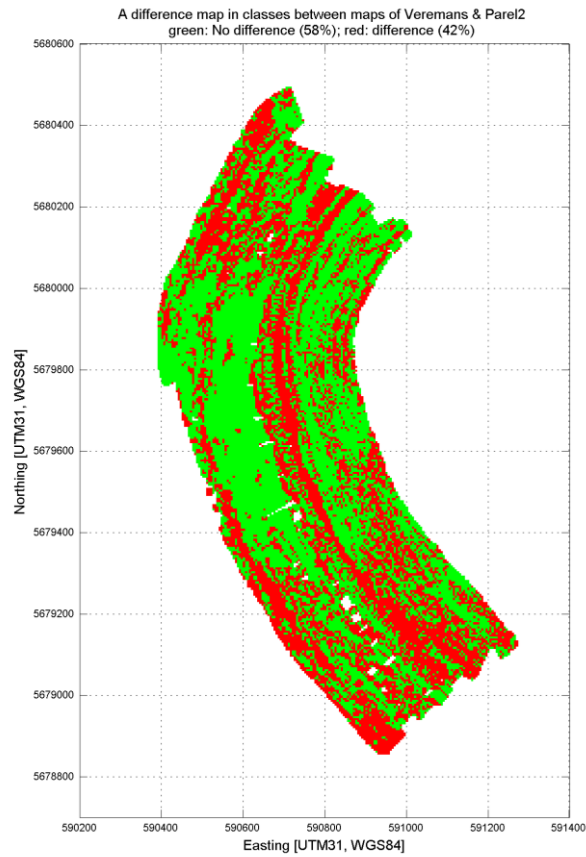 A difference map in classes between maps of Veremans & Parel2
green: No difference (58%); red: difference (42%)
5680600
5680400
5680200
5680000
5679800
5679600
5679400
5679200
5679000
5678800
Northing [UTM31, WGS84]
590200 590400 590600 590800 591000 591200 591400
Easting [UTM31, WGS84]